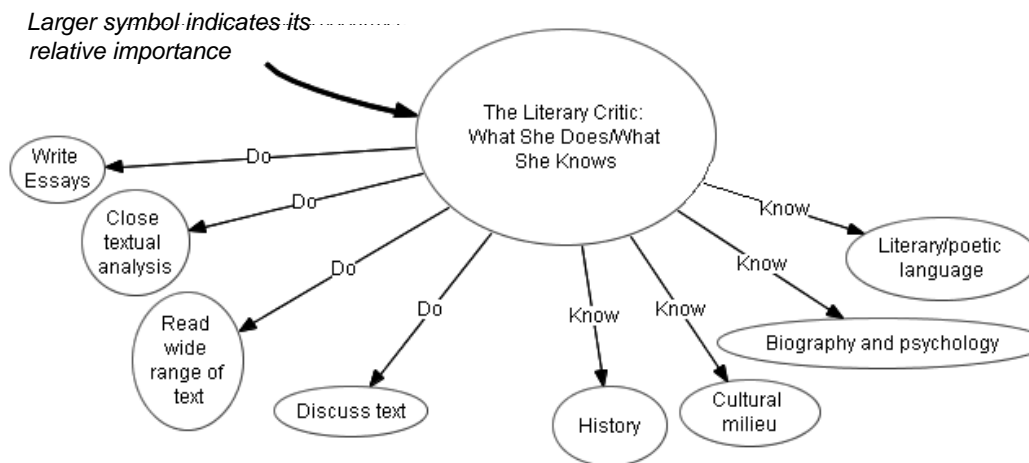 Larger symbol indicates its
relative importance
The Literary Critic:
What She Does/What
She Knows
Do
Write
Essays
Do
Close
textual
analysis
Do
Read
wide
range of
text
Do
Discuss text
Know
History
Know
Cultural
milieu
Know
Biography and psychology
Know
Literary/poetic
language